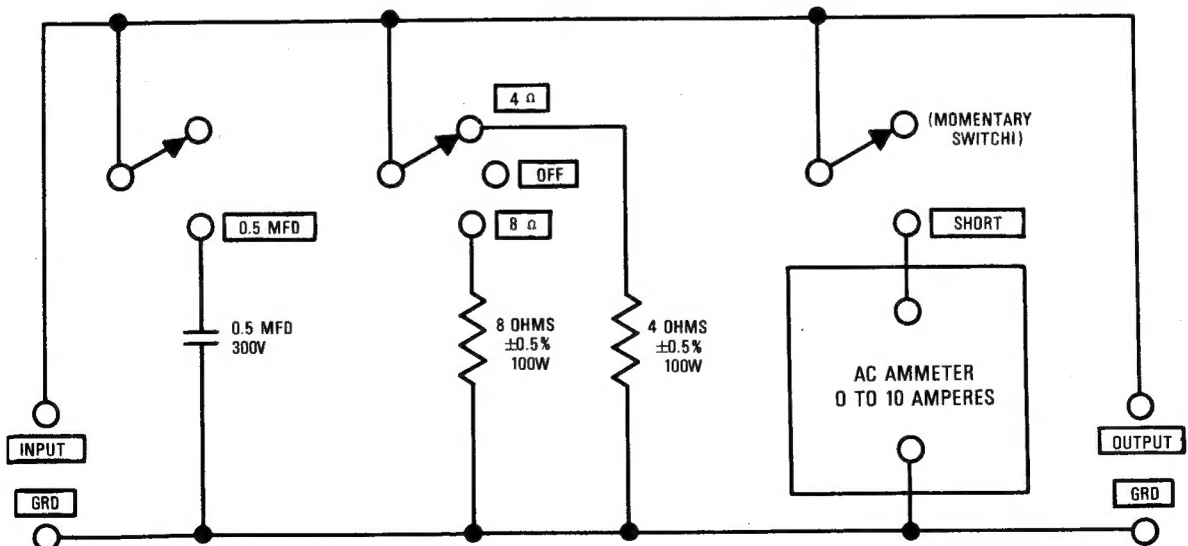 4 Ω
(MOMENTARY
SWITCHI)
OFF
0.5 MFD
8 Ω
SHORT
0.5 MFD
300V
8 OHMS
±0.5%
100W
4 OHMS
±0.5%
100W
AC AMMETER
0 TO 10 AMPERES
INPUT
OUTPUT
GRD
GRD